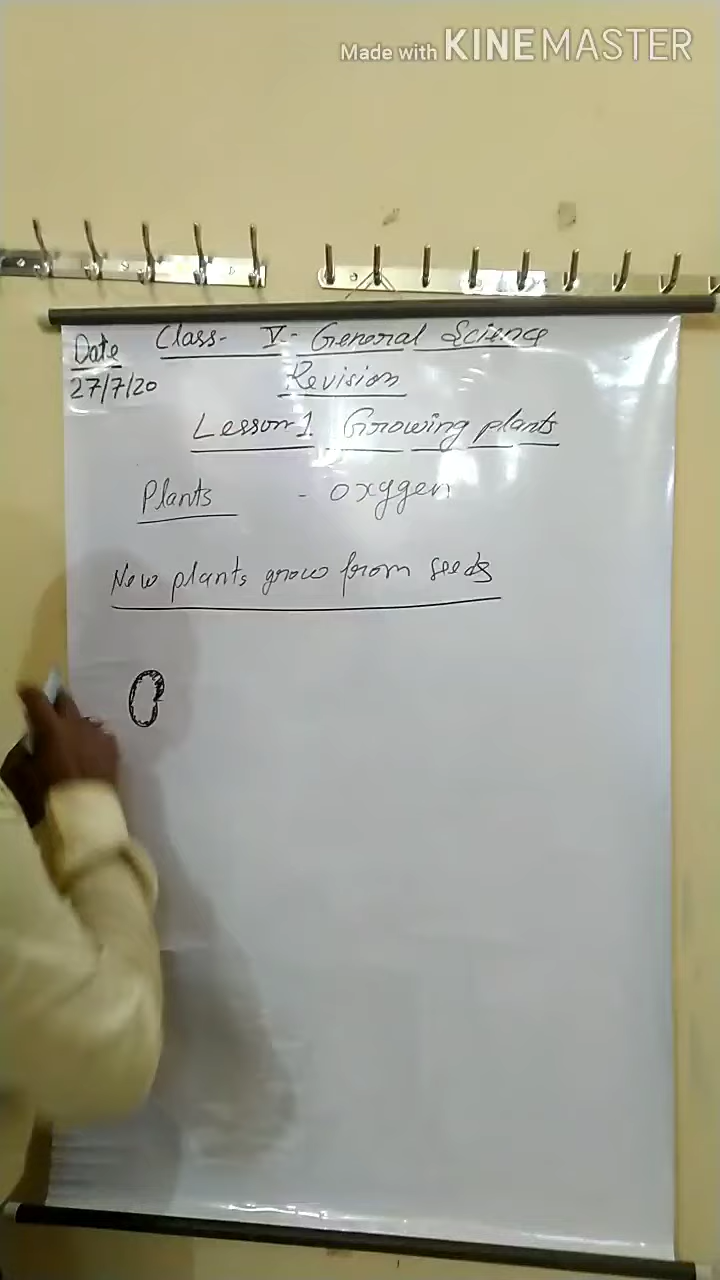 Made with KINEMASTER
Date Class- V- General Science
27/7/20 Revision
Lesson-1 Growing plants
Plants - oxygen
New plants grow from seeds